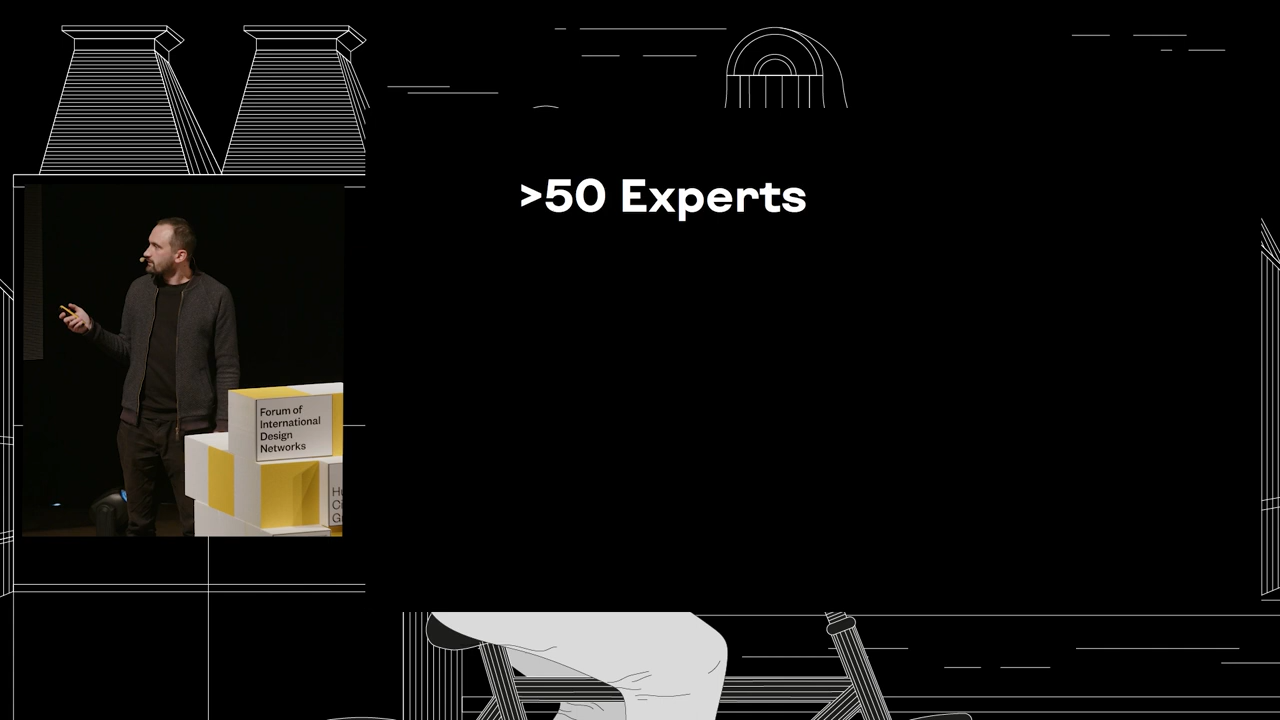 >50 Experts
Forum of
International
Design
Networks